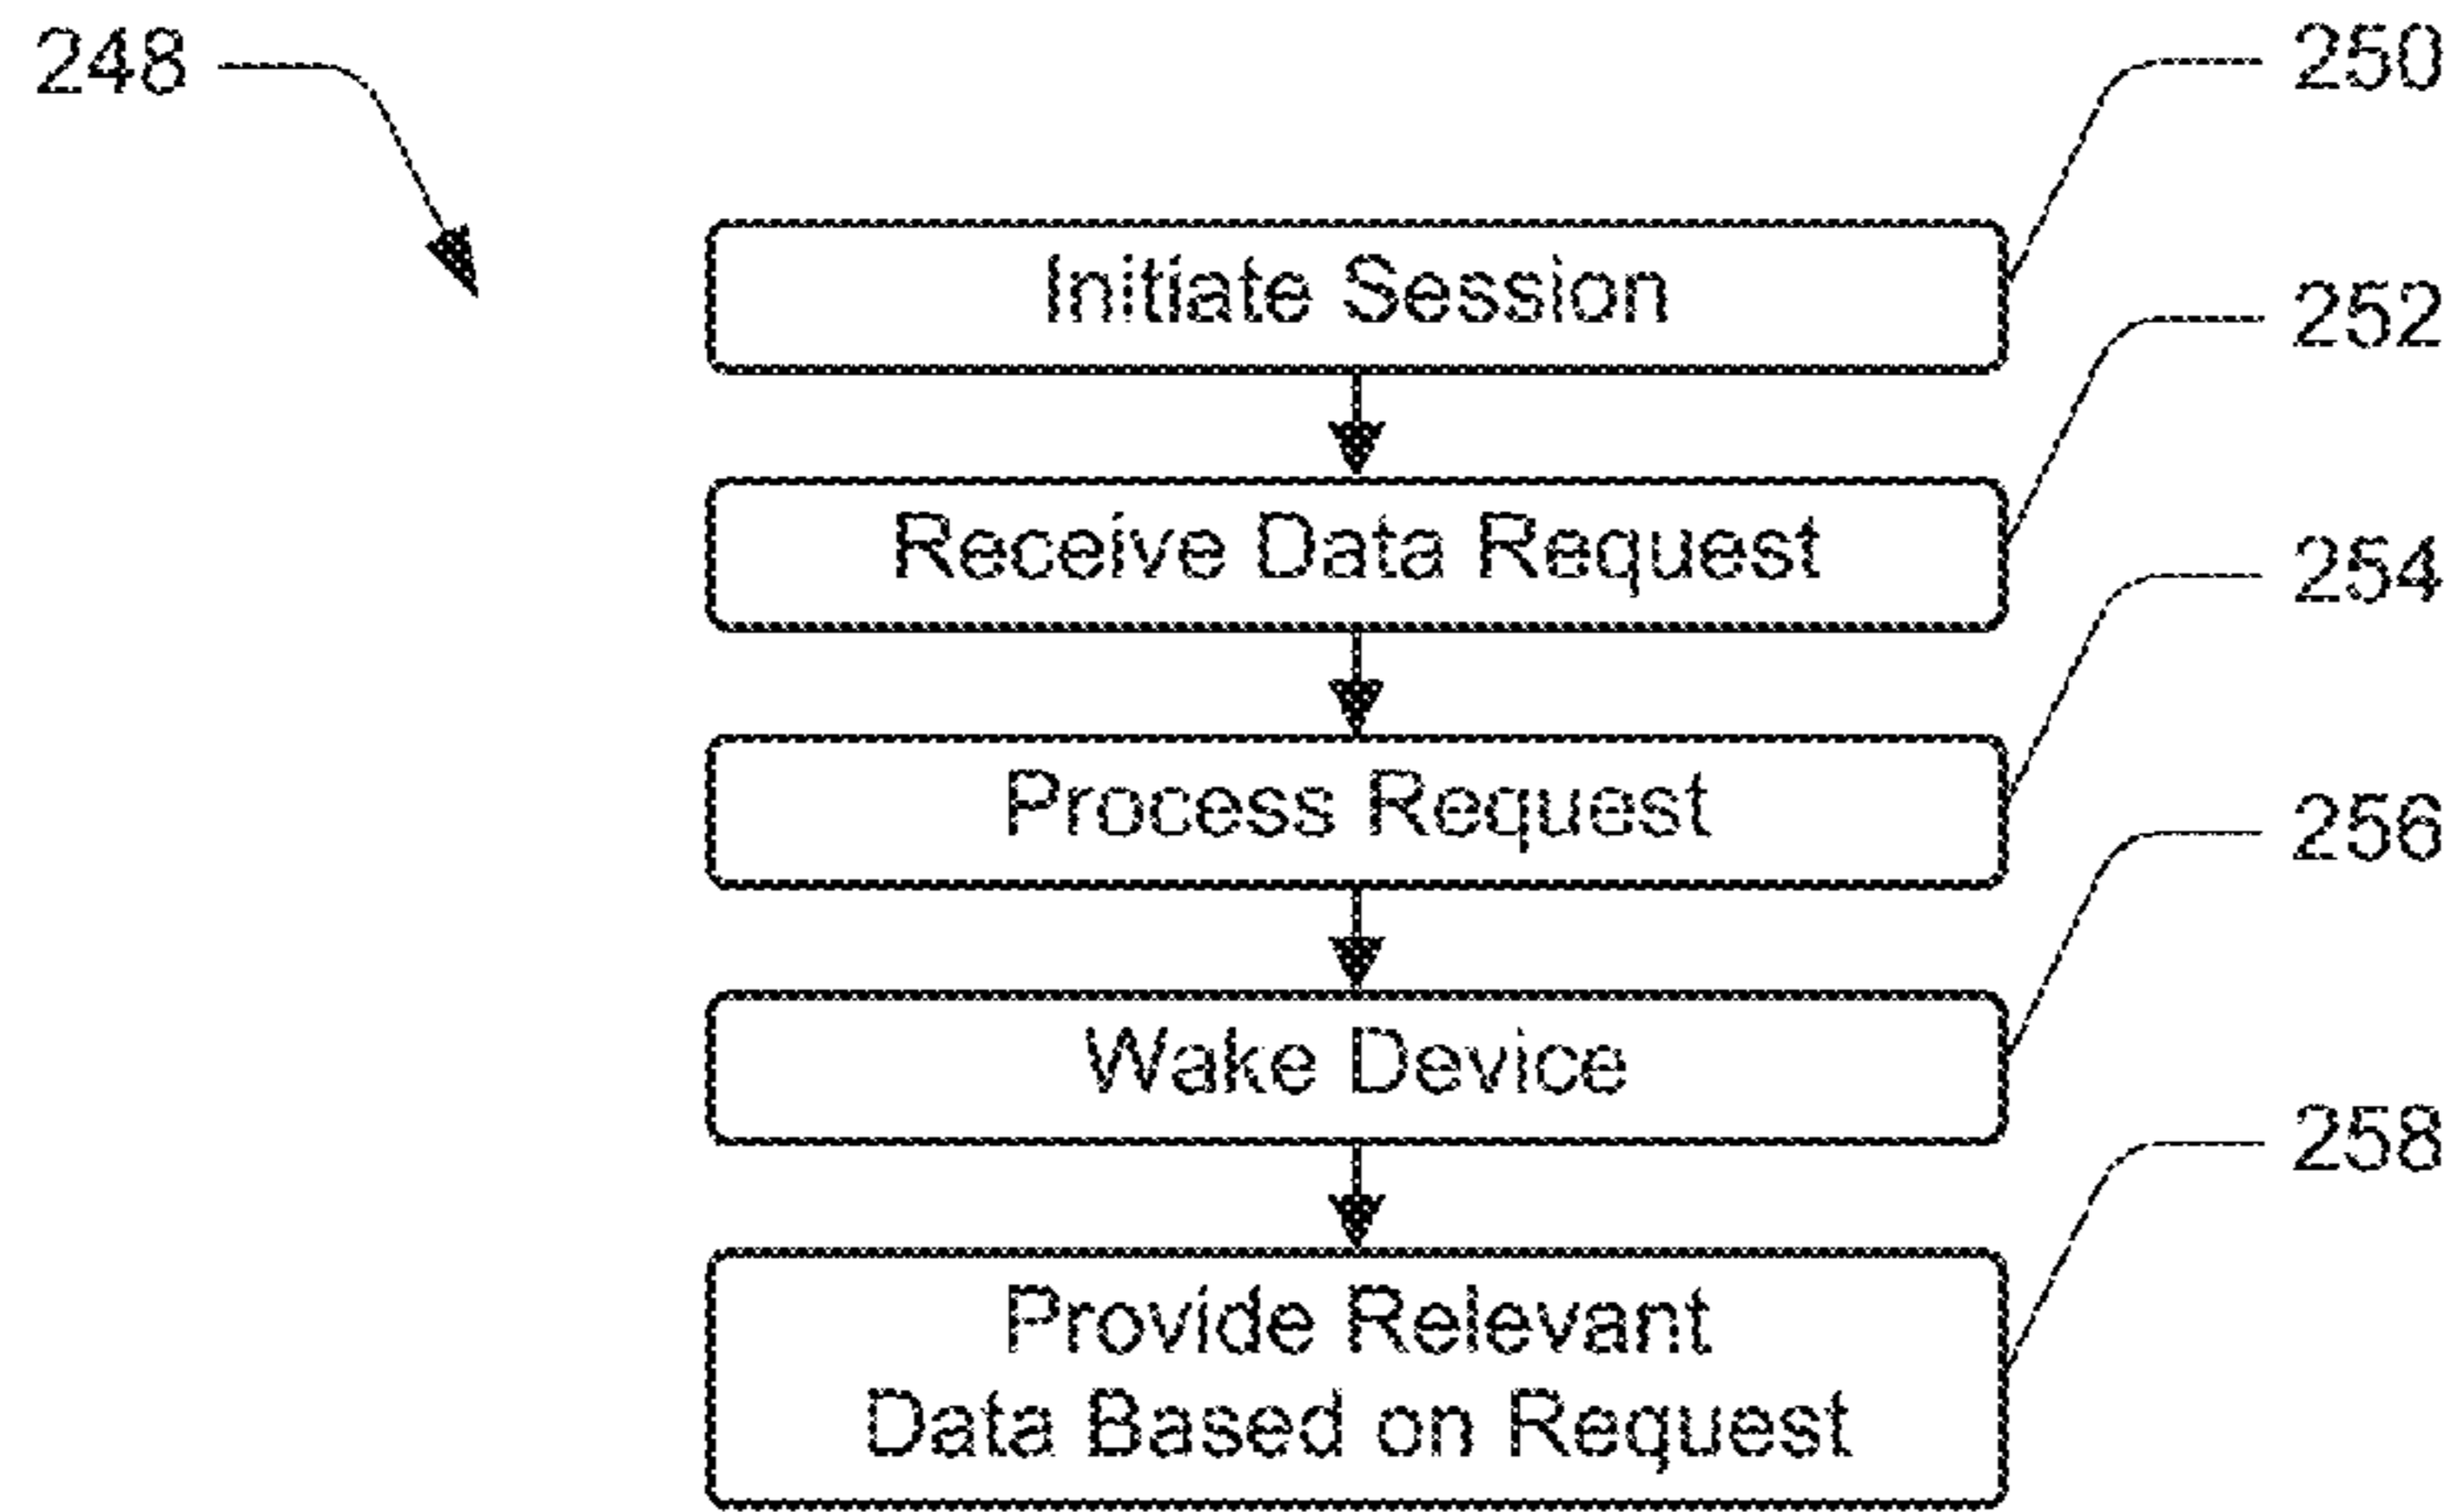 248
250
Initiate Session
252
Receive Data Request
254
Process Request
256
Wake Device
258
Provide Relevant
Data Based on Request